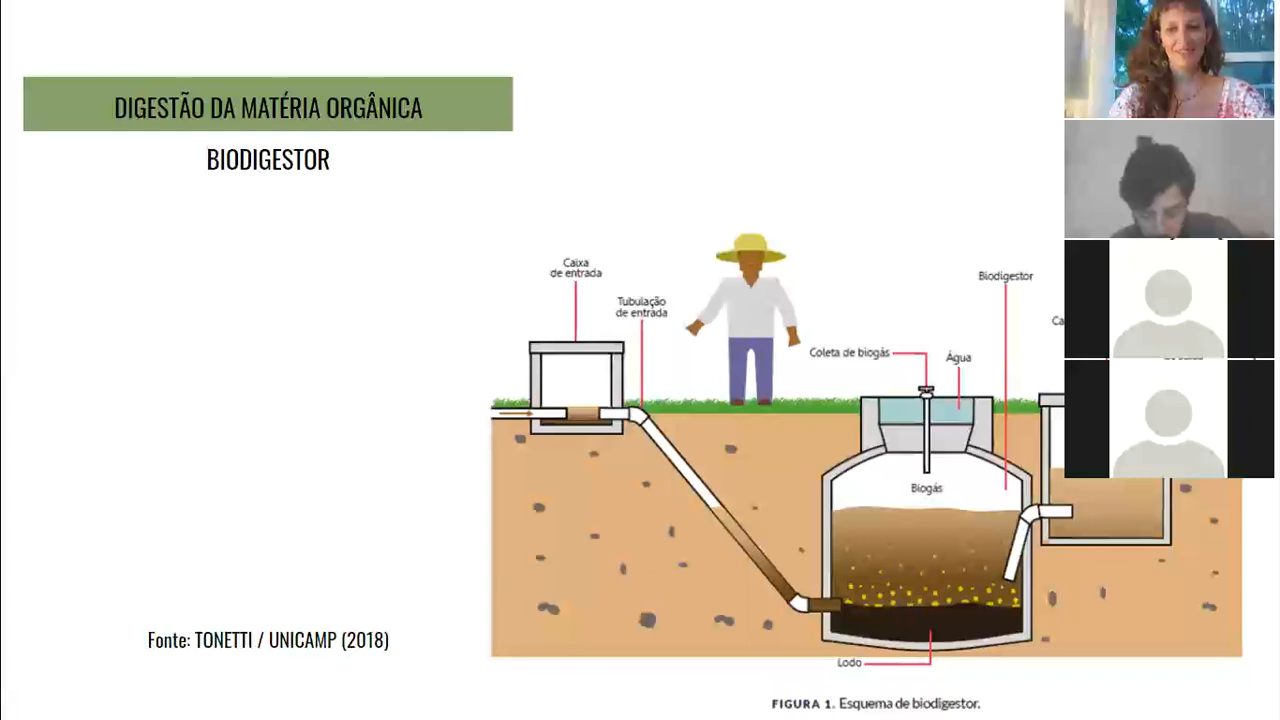 DIGESTÃO DA MATÉRIA ORGÂNICA
BIODIGESTOR
Caixa
de entrada
Tubulação
de entrada
Coleta de biogás
Água
Biodigestor
Biogás
Lodo
Fonte: TONETTI / UNICAMP (2018)
FIGURA 1. Esquema de biodigestor.